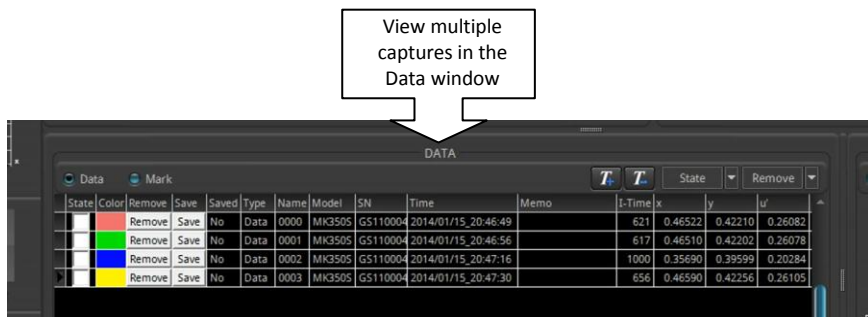 View multiple
captures in the
Data window
DATA
Data Mark T+ T- State Remove
State Color Remove Save Saved Type Name Model SN Time Memo I-Time x y u'
Remove Save No Data 0000 MK350S GS110004 2014/01/15_20:46:49 621 0.46522 0.42210 0.26082
Remove Save No Data 0001 MK350S GS110004 2014/01/15_20:46:56 617 0.46510 0.42202 0.26078
Remove Save No Data 0002 MK350S GS110004 2014/01/15_20:47:16 1000 0.35690 0.39599 0.20284
Remove Save No Data 0003 MK350S GS110004 2014/01/15_20:47:30 656 0.46590 0.42256 0.26105